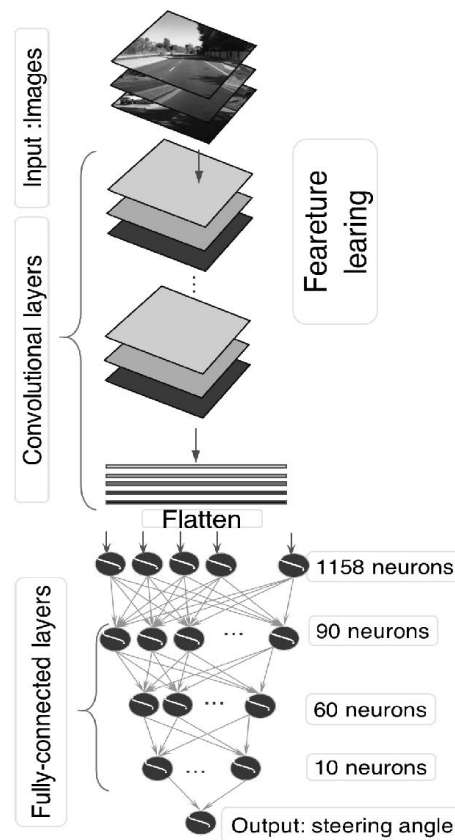 Input :Images
Convolutional layers
Feareture
learing
Flatten
1158 neurons
90 neurons
Fully-connected layers
60 neurons
10 neurons
Output: steering angle